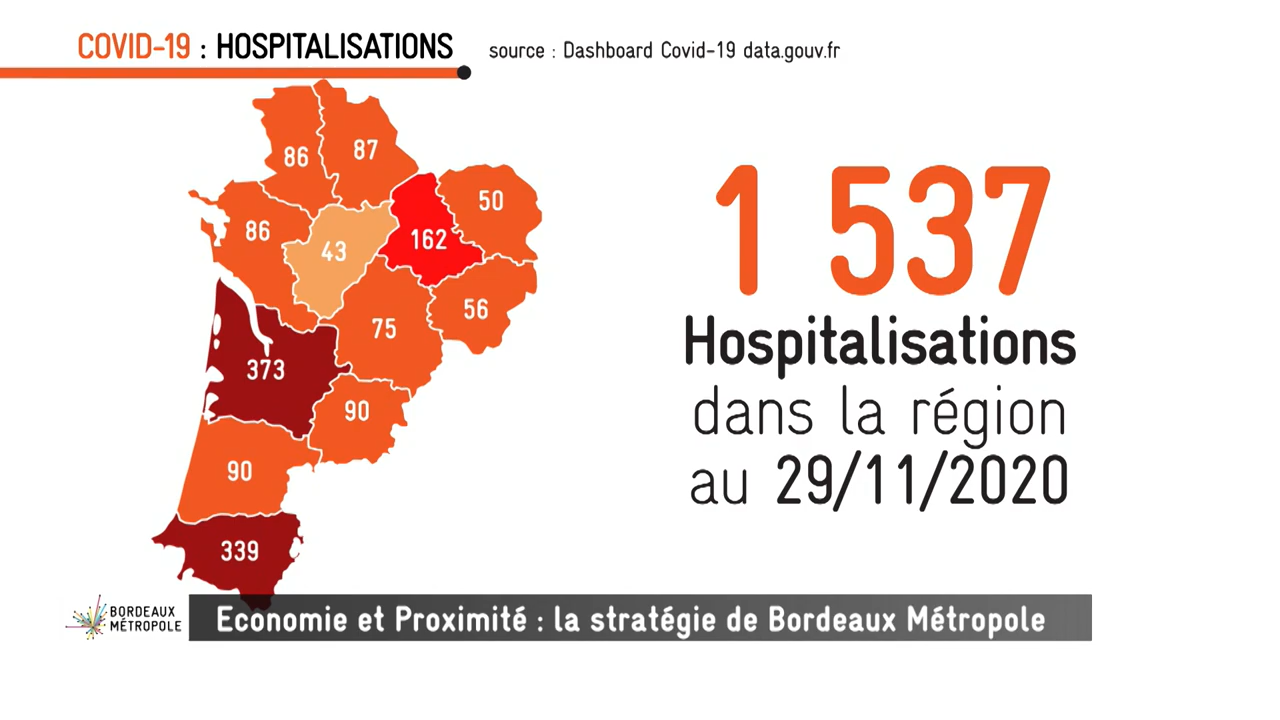 COVID-19 : HOSPITALISATIONS
source : Dashboard Covid-19 data.gouv.fr
86
87
50
86
43
162
56
75
373
90
90
339
1 537
Hospitalisations
dans la région
au 29/11/2020
BORDEAUX
MÉTROPOLE
Economie et Proximité : la stratégie de Bordeaux Métropole